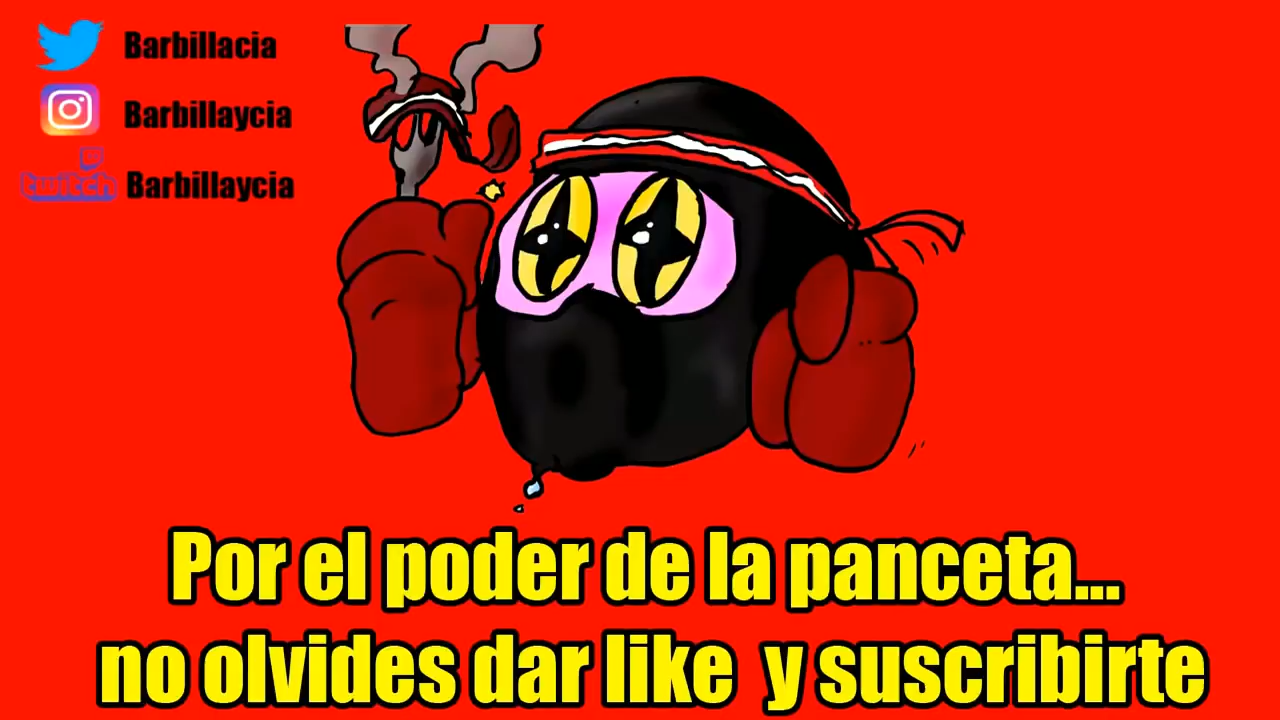 Barbillacia
Barbillaycia
twitch Barbillaycia
Por el poder de la panceta...
no olvides dar like y suscribirte